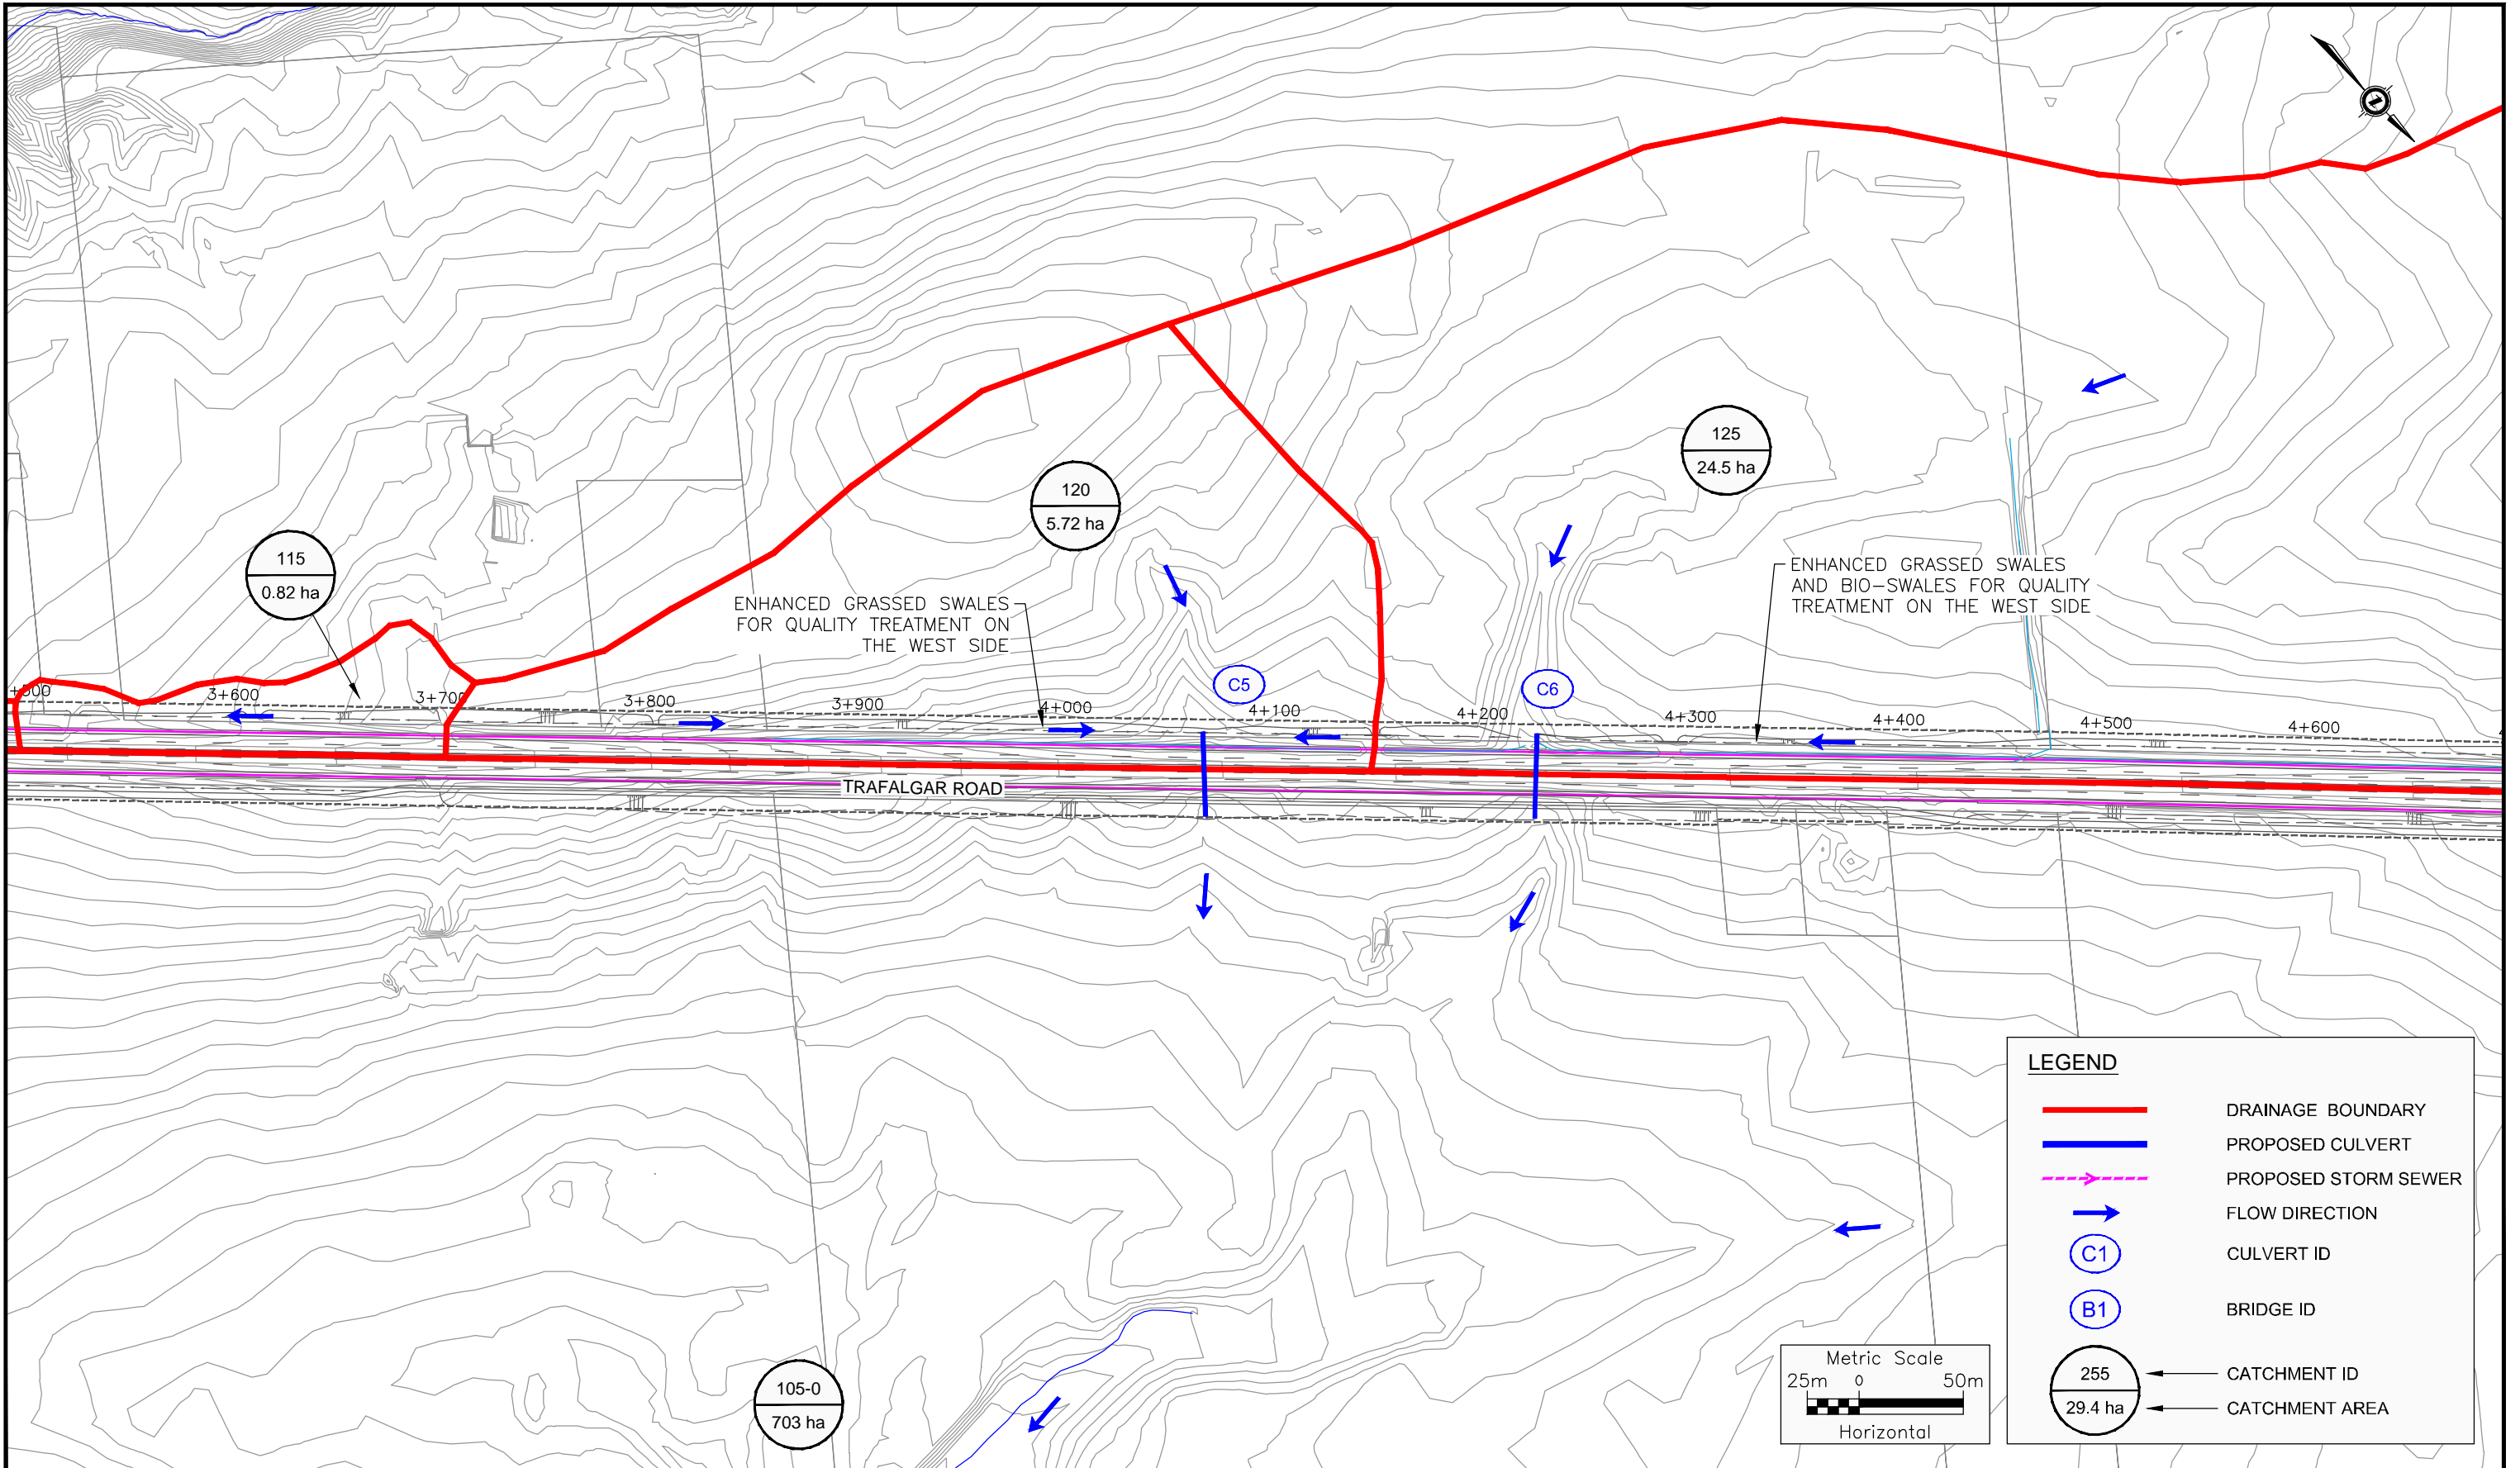 125
24.5 ha
120
5.72 ha
115
0.82 ha
ENHANCED GRASSED SWALES
FOR QUALITY TREATMENT ON
THE WEST SIDE
ENHANCED GRASSED SWALES
AND BIO-SWALES FOR QUALITY
TREATMENT ON THE WEST SIDE
C5
C6
3+600
3+700
3+800
3+900
4+000
4+100
4+200
4+300
4+400
4+500
4+600
TRAFALGAR ROAD
105-0
703 ha
Metric Scale
25m 0 50m
Horizontal
LEGEND
DRAINAGE BOUNDARY
PROPOSED CULVERT
PROPOSED STORM SEWER
FLOW DIRECTION
C1 CULVERT ID
B1 BRIDGE ID
255 CATCHMENT ID
29.4 ha CATCHMENT AREA